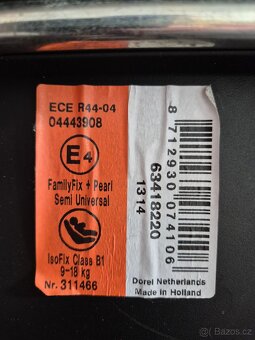 ECE R44-04
04443908
E4
FamilyFix + Pearl
Semi Universal
IsoFix Class B1
9-18 kg
Nr. 311466
8 712930 074106
63418220
1314
Dorel Netherlands
Made in Holland
bazos.cz